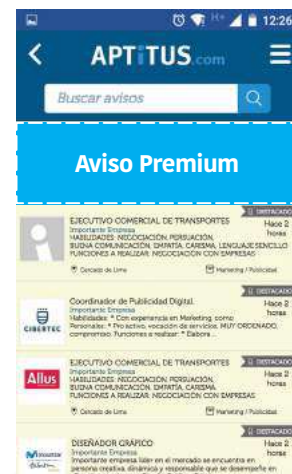 H+ 12:26
APTiTUS.com
Buscar avisos
Aviso Premium
DESTACADO
EJECUTIVO COMERCIAL DE TRANSPORTES
Hace 2 horas
Importante Empresa
HABILIDADES: NEGOCIACIÓN, PERSUACIÓN,
BUENA COMUNICACIÓN, EMPATÍA, CARISMA, LENGUAJE SENCILLO
FUNCIONES A REALIZAR: NEGOCIACIÓN CON EMPRESAS
Cercado de Lima
Marketing / Publicidad
DESTACADO
CIBERTEC
Coordinador de Publicidad Digital.
Hace 2 horas
Importante Empresa
Habilidades: * Con experiencia en Marketing, como
Personales: * Pro activo, vocación de servicios, MUY ORDENADO,
compromiso. Funciones a realizar: * Elabora...
DESTACADO
Allus
EJECUTIVO COMERCIAL DE TRANSPORTES
Hace 2 horas
Importante Empresa
HABILIDADES: NEGOCIACIÓN, PERSUACIÓN,
BUENA COMUNICACIÓN, EMPATÍA, CARISMA, LENGUAJE SENCILLO
FUNCIONES A REALIZAR: NEGOCIACIÓN CON EMPRESAS
Cercado de Lima
Marketing / Publicidad
DESTACADO
DISEÑADOR GRÁFICO
Hace 2 horas
Importante Empresa
Importante empresa líder en el mercado se encuentra en
persona creativa, dinámica y responsable que se desempeñe en